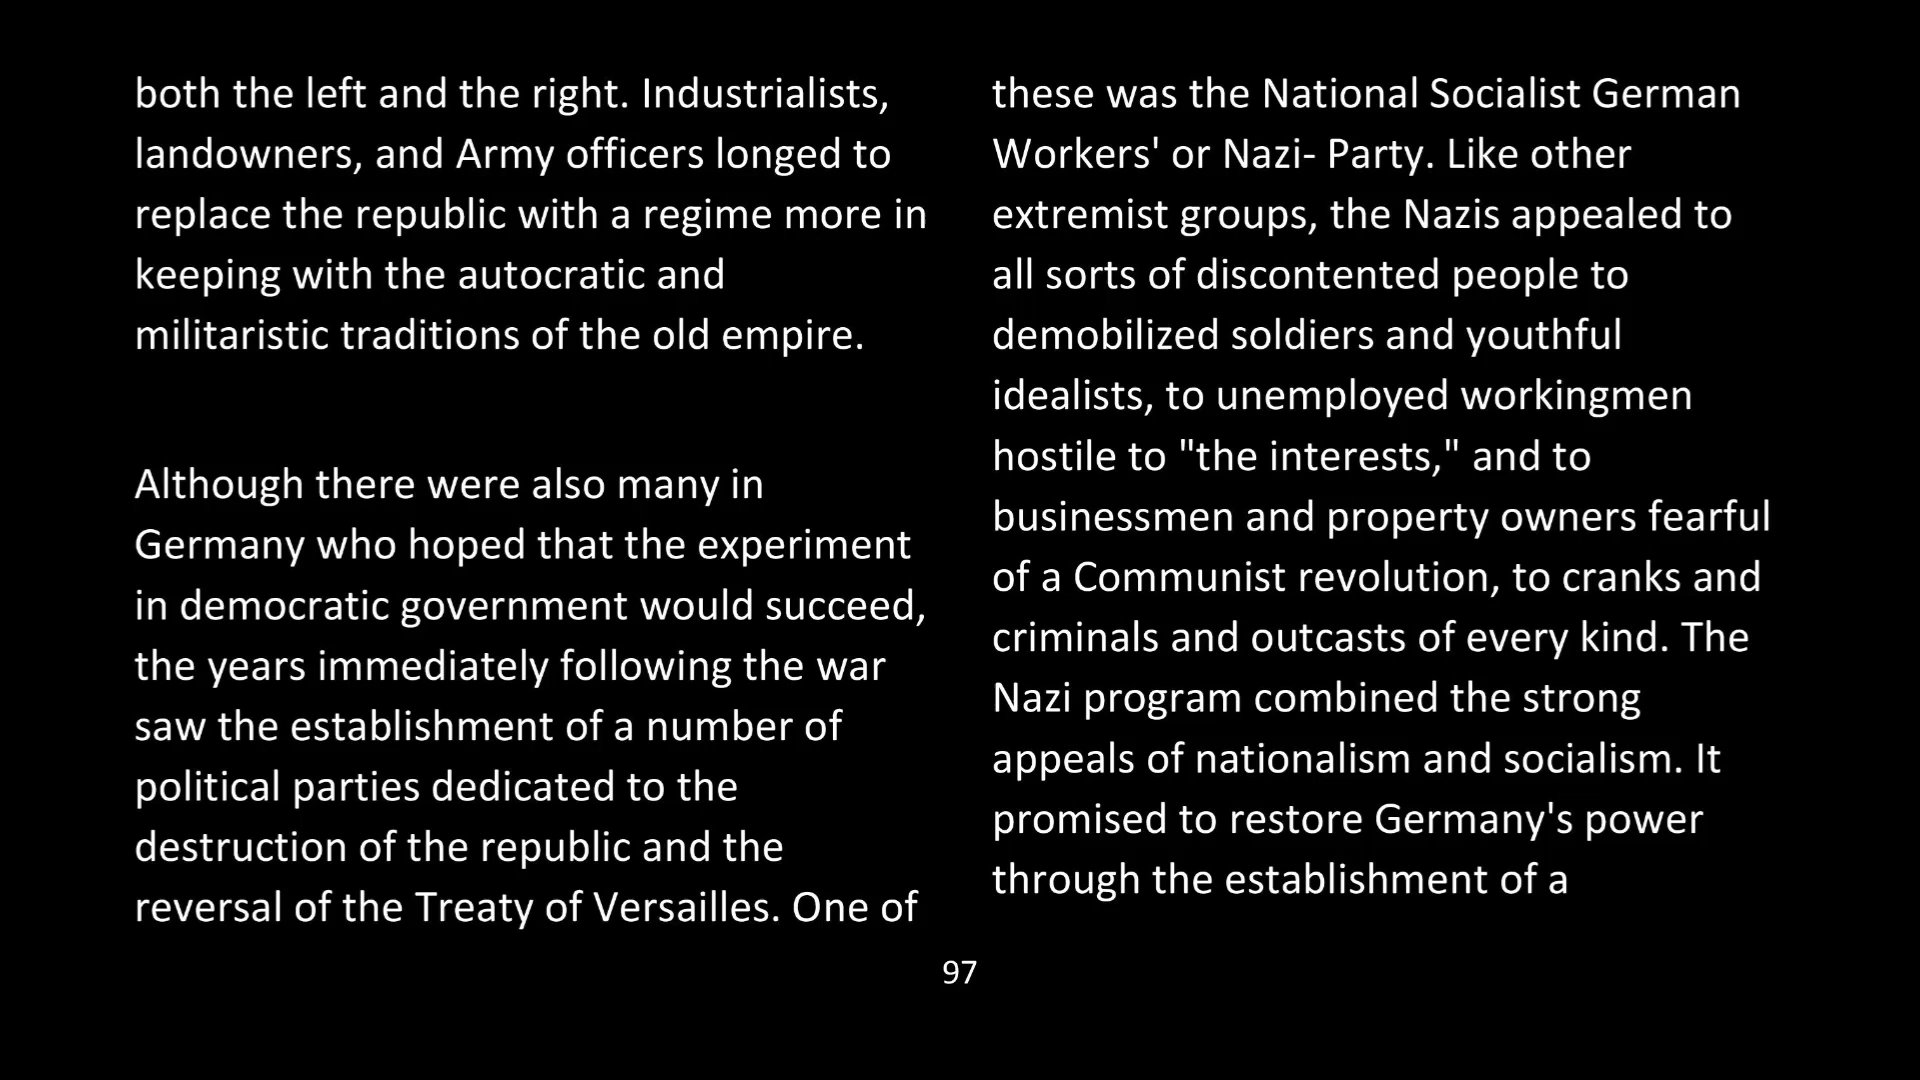 both the left and the right. Industrialists,
landowners, and Army officers longed to
replace the republic with a regime more in
keeping with the autocratic and
militaristic traditions of the old empire.
Although there were also many in
Germany who hoped that the experiment
in democratic government would succeed,
the years immediately following the war
saw the establishment of a number of
political parties dedicated to the
destruction of the republic and the
reversal of the Treaty of Versailles. One of
these was the National Socialist German
Workers' or Nazi- Party. Like other
extremist groups, the Nazis appealed to
all sorts of discontented people to
demobilized soldiers and youthful
idealists, to unemployed workingmen
hostile to "the interests," and to
businessmen and property owners fearful
of a Communist revolution, to cranks and
criminals and outcasts of every kind. The
Nazi program combined the strong
appeals of nationalism and socialism. It
promised to restore Germany's power
through the establishment of a
97